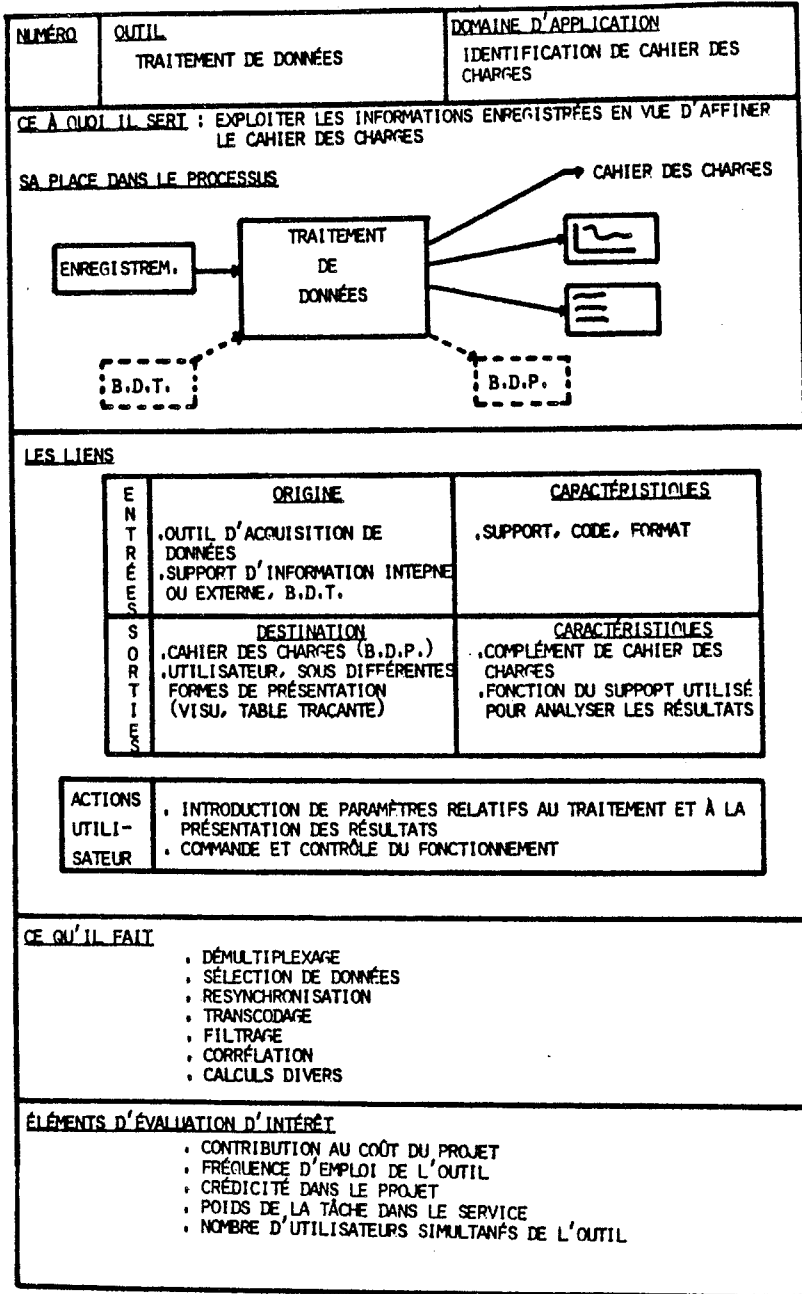 NUMÉRO
OUTIL
TRAITEMENT DE DONNÉES
DOMAINE D'APPLICATION
IDENTIFICATION DE CAHIER DES
CHARGES
CE À QUOI IL SERT : EXPLOITER LES INFORMATIONS ENREGISTRÉES EN VUE D'AFFINER
LE CAHIER DES CHARGES
SA PLACE DANS LE PROCESSUS
CAHIER DES CHARGES
ENREGISTREM.
TRAITEMENT
DE
DONNÉES
B.D.T.
B.D.P.
LES LIENS
ENTRÉES
ORIGINE
.OUTIL D'ACQUISITION DE
DONNÉES
.SUPPORT D'INFORMATION INTERNE
OU EXTERNE, B.D.T.
CARACTÉRISTIQUES
.SUPPORT, CODE, FORMAT
SORTIES
DESTINATION
.CAHIER DES CHARGES (B.D.P.)
.UTILISATEUR, SOUS DIFFÉRENTES
FORMES DE PRÉSENTATION
(VISU, TABLE TRAÇANTE)
CARACTÉRISTIQUES
.COMPLÉMENT DE CAHIER DES
CHARGES
.FONCTION DU SUPPORT UTILISÉ
POUR ANALYSER LES RÉSULTATS
ACTIONS
UTILI-
SATEUR
. INTRODUCTION DE PARAMÈTRES RELATIFS AU TRAITEMENT ET À LA
PRÉSENTATION DES RÉSULTATS
. COMMANDE ET CONTRÔLE DU FONCTIONNEMENT
CE QU'IL FAIT
. DÉMULTIPLEXAGE
. SÉLECTION DE DONNÉES
. RESYNCHRONISATION
. TRANSCODAGE
. FILTRAGE
. CORRÉLATION
. CALCULS DIVERS
ÉLÉMENTS D'ÉVALUATION D'INTÉRÊT
. CONTRIBUTION AU COÛT DU PROJET
. FRÉQUENCE D'EMPLOI DE L'OUTIL
. CRÉDICITÉ DANS LE PROJET
. POIDS DE LA TÂCHE DANS LE SERVICE
. NOMBRE D'UTILISATEURS SIMULTANÉS DE L'OUTIL